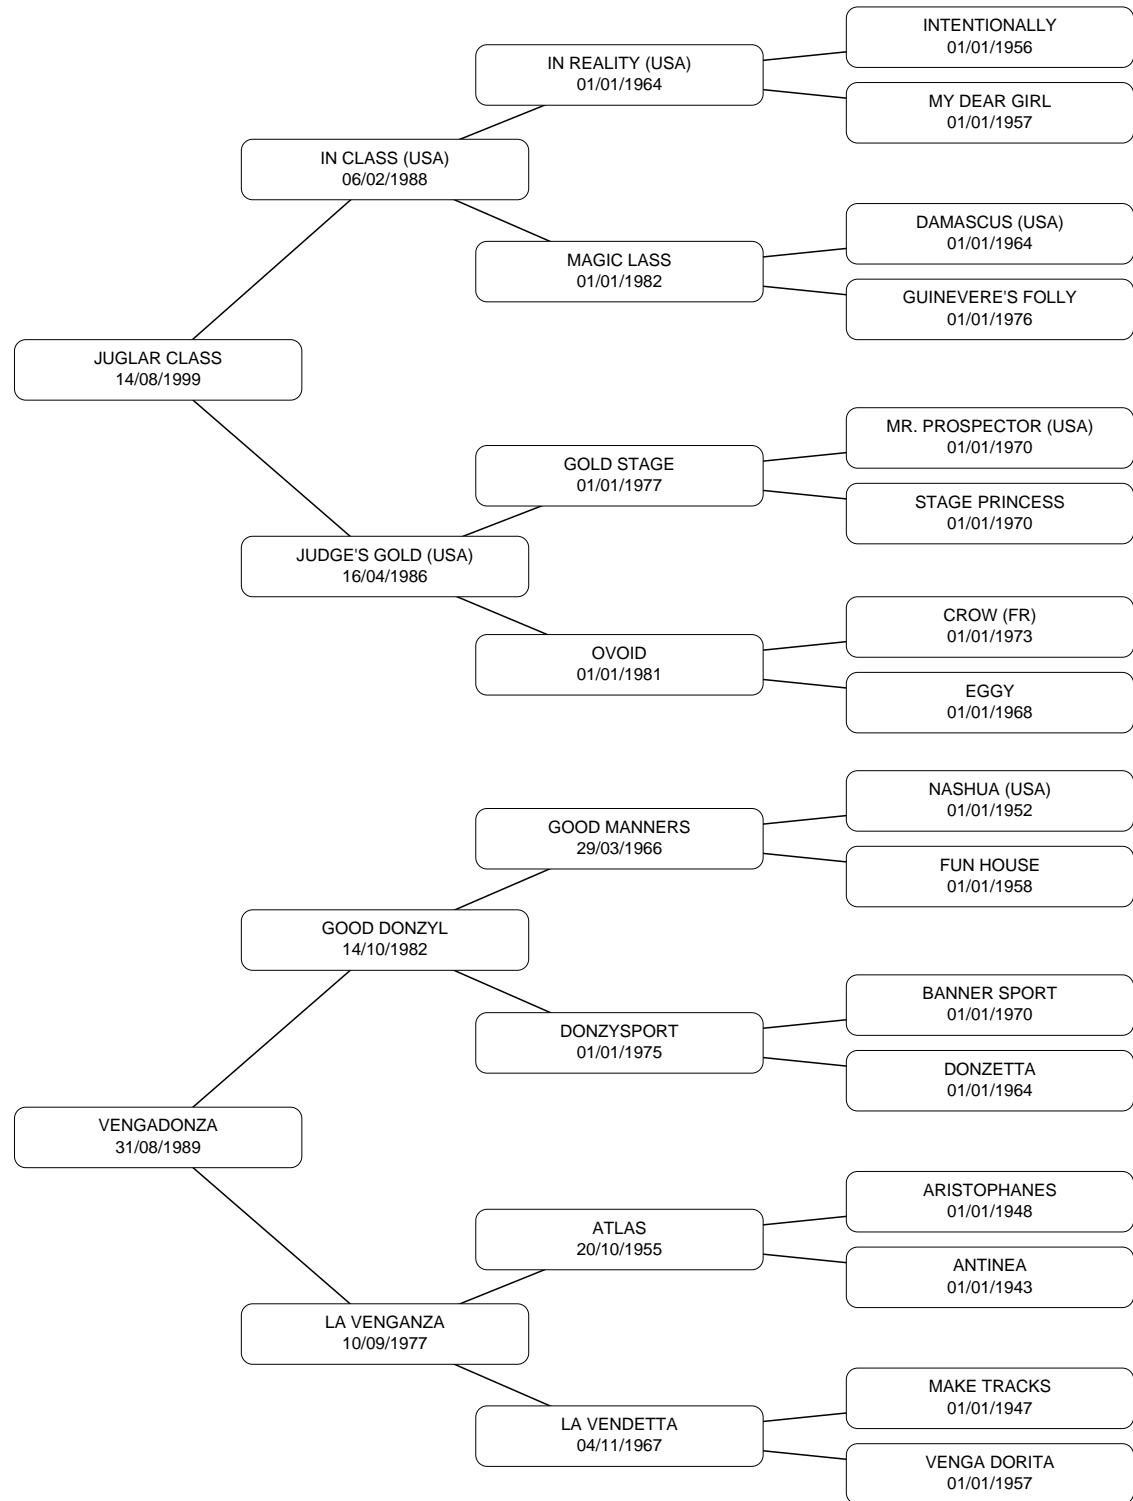 INTENTIONALLY
01/01/1956
IN REALITY (USA)
01/01/1964
MY DEAR GIRL
01/01/1957
IN CLASS (USA)
06/02/1988
DAMASCUS (USA)
01/01/1964
MAGIC LASS
01/01/1982
GUINEVERE'S FOLLY
01/01/1976
JUGLAR CLASS
14/08/1999
MR. PROSPECTOR (USA)
01/01/1970
GOLD STAGE
01/01/1977
STAGE PRINCESS
01/01/1970
JUDGE'S GOLD (USA)
16/04/1986
CROW (FR)
01/01/1973
OVOID
01/01/1981
EGGY
01/01/1968
NASHUA (USA)
01/01/1952
GOOD MANNERS
29/03/1966
FUN HOUSE
01/01/1958
GOOD DONZYL
14/10/1982
BANNER SPORT
01/01/1970
DONZYSPORT
01/01/1975
DONZETTA
01/01/1964
VENGADONZA
31/08/1989
ARISTOPHANES
01/01/1948
ATLAS
20/10/1955
ANTINEA
01/01/1943
LA VENGANZA
10/09/1977
MAKE TRACKS
01/01/1947
LA VENDETTA
04/11/1967
VENGA DORITA
01/01/1957